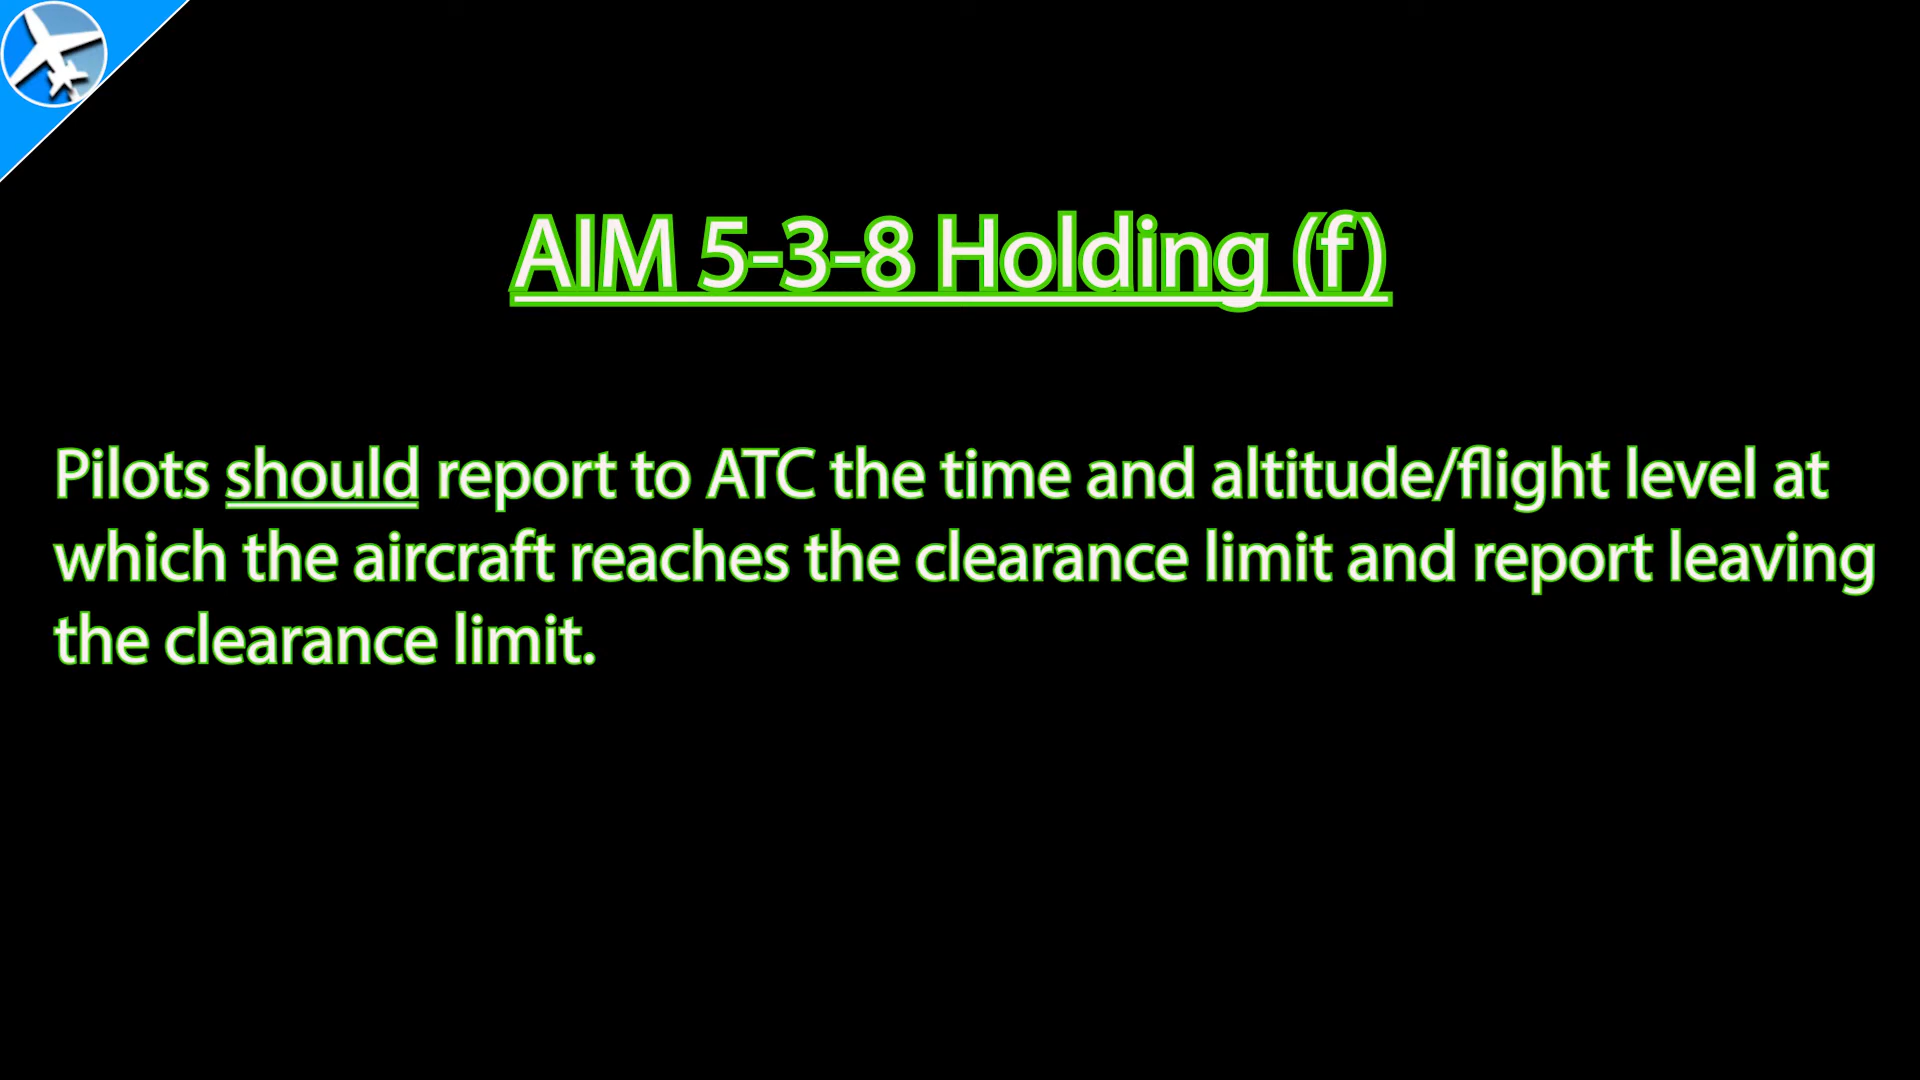 AIM 5-3-8 Holding (f)
Pilots should report to ATC the time and altitude/flight level at
which the aircraft reaches the clearance limit and report leaving
the clearance limit.